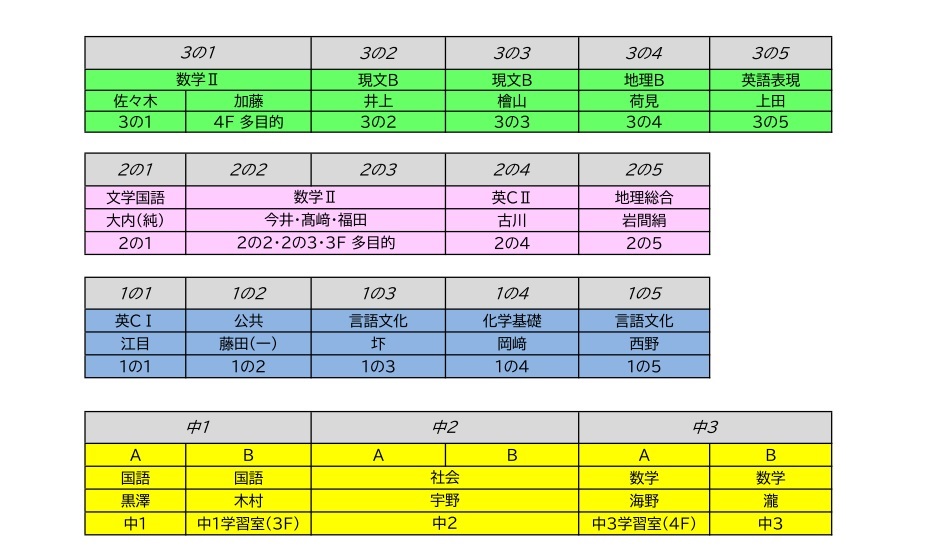 3の1 3の2 3の3 3の4 3の5
数学Ⅱ 現文B 現文B 地理B 英語表現
佐々木 加藤 井上 檜山 荷見 上田
3の1 4F 多目的 3の2 3の3 3の4 3の5
2の1 2の2 2の3 2の4 2の5
文学国語 数学Ⅱ 英CⅡ 地理総合
大内(純) 今井・髙﨑・福田 古川 岩間絹
2の1 2の2・2の3・3F 多目的 2の4 2の5
1の1 1の2 1の3 1の4 1の5
英CⅠ 公共 言語文化 化学基礎 言語文化
江目 藤田(一) 圷 岡﨑 西野
1の1 1の2 1の3 1の4 1の5
中1 中2 中3
A B A B A B
国語 国語 社会 数学 数学
黒澤 木村 宇野 海野 瀧
中1 中1学習室(3F) 中2 中3学習室(4F) 中3